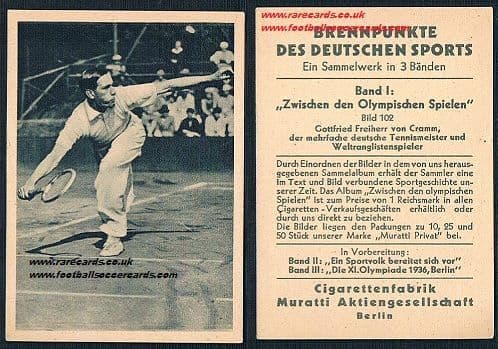 www.rarecards.co.uk
www.footballsoccercards.com
www.rarecards.co.uk
www.footballsoccercards.com
BRENNPUNKTE
DES DEUTSCHEN SPORTS
Ein Sammelwerk in 3 Bänden
Band I:
„Zwischen den Olympischen Spielen"
Bild 102
Gottfried Freiherr von Cramm,
der mehrfache deutsche Tennismeister und
Weltranglistenspieler
Durch Einordnen der Bilder in dem von uns heraus-
gegebenen Sammelalbum erhält der Sammler eine
im Text und Bild verbundene Sportgeschichte un-
serer Zeit. Das Album „Zwischen den olympischen
Spielen" ist zum Preise von 1 Reichsmark in allen
Cigaretten-Verkaufsgeschäften erhältlich oder
durch uns direkt zu beziehen.
Die Bilder liegen den Packungen zu 10, 25 und
50 Stück unserer Marke „Muratti Privat" bei.
In Vorbereitung:
Band II: „Ein Sportvolk bereitet sich vor"
Band III: „Die XI. Olympiade 1936, Berlin"
Cigarettenfabrik
Muratti Aktiengesellschaft
Berlin